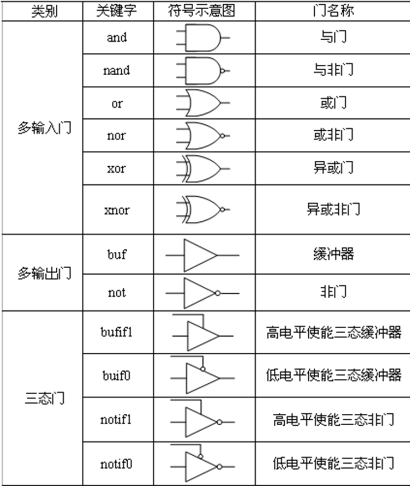 类别 关键字 符号示意图 门名称
多输入门
and 与门
nand 与非门
or 或门
nor 或非门
xor 异或门
xnor 异或非门
多输出门
buf 缓冲器
not 非门
三态门
bufif1 高电平使能三态缓冲器
buif0 低电平使能三态缓冲器
notif1 高电平使能三态非门
notif0 低电平使能三态非门